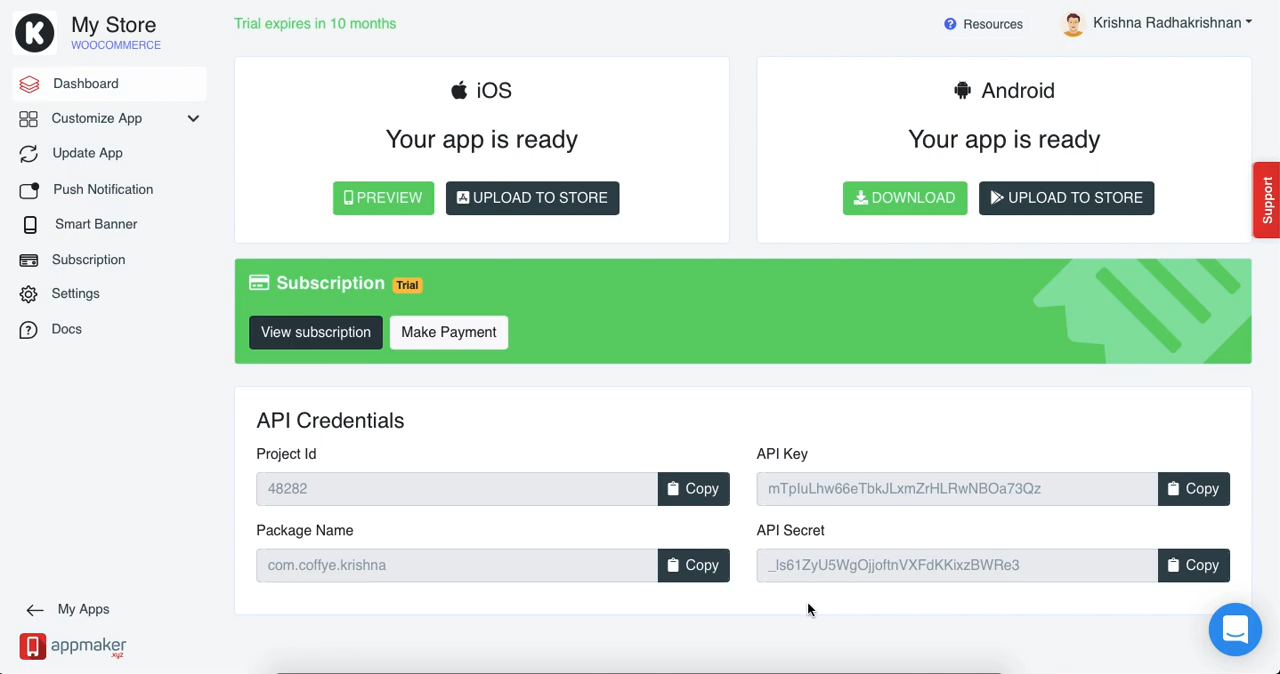 My Store
WOOCOMMERCE
Trial expires in 10 months
Resources
Krishna Radhakrishnan
Dashboard
Customize App
Update App
Push Notification
Smart Banner
Subscription
Settings
Docs
My Apps
appmaker
.xyz
iOS
Your app is ready
PREVIEW
UPLOAD TO STORE
Android
Your app is ready
DOWNLOAD
UPLOAD TO STORE
Support
Subscription Trial
View subscription
Make Payment
API Credentials
Project Id
48282
Copy
API Key
mTpIuLhw66eTbkJLxmZrHLRwNBOa73Qz
Copy
Package Name
com.coffye.krishna
Copy
API Secret
_Is61ZyU5WgOjjoftnVXFdKKixzBWRe3
Copy